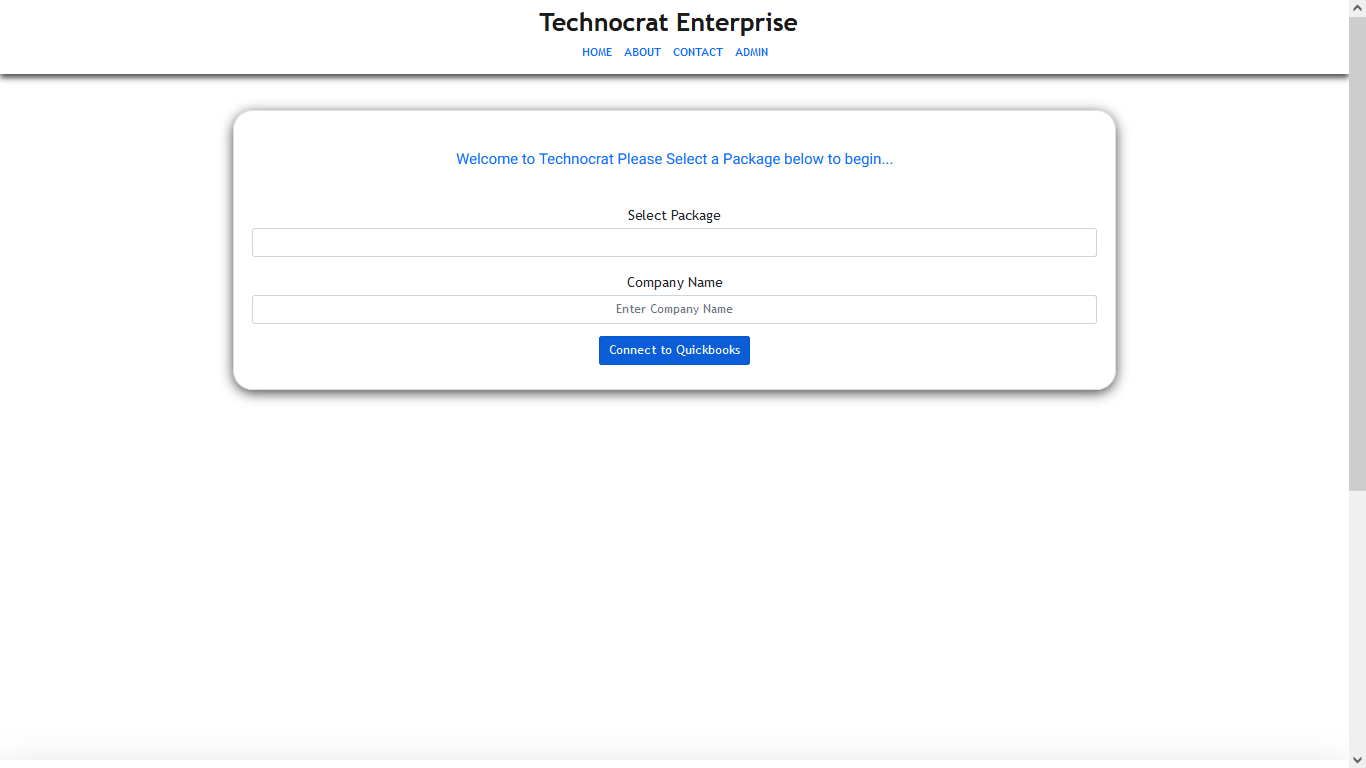 Technocrat Enterprise
HOME ABOUT CONTACT ADMIN
Welcome to Technocrat Please Select a Package below to begin...
Select Package
Company Name
Enter Company Name
Connect to Quickbooks